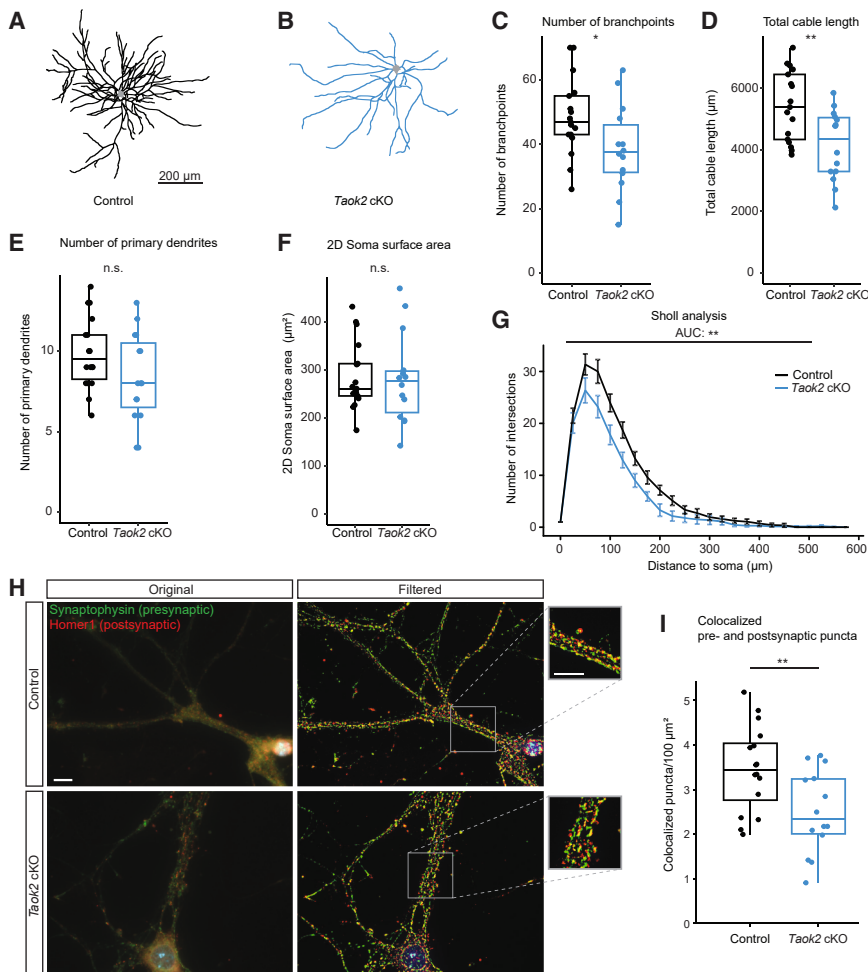 A
Control
200 µm
B
Taok2 cKO
C
Number of branchpoints
*
Number of branchpoints
60
40
20
0
Control Taok2 cKO
D
Total cable length
**
Total cable length (µm)
6000
4000
2000
0
Control Taok2 cKO
E
Number of primary dendrites
n.s.
Number of primary dendrites
10
5
0
Control Taok2 cKO
F
2D Soma surface area
n.s.
2D Soma surface area (µm²)
400
300
200
100
0
Control Taok2 cKO
G
Sholl analysis
AUC: **
Control
Taok2 cKO
Number of intersections
30
20
10
0
0 100 200 300 400 500 600
Distance to soma (µm)
H
Original
Filtered
Control
Synaptophysin (presynaptic)
Homer1 (postsynaptic)
Taok2 cKO
I
Colocalized
pre- and postsynaptic puncta
**
Colocalized puncta/100 µm²
5
4
3
2
1
0
Control Taok2 cKO